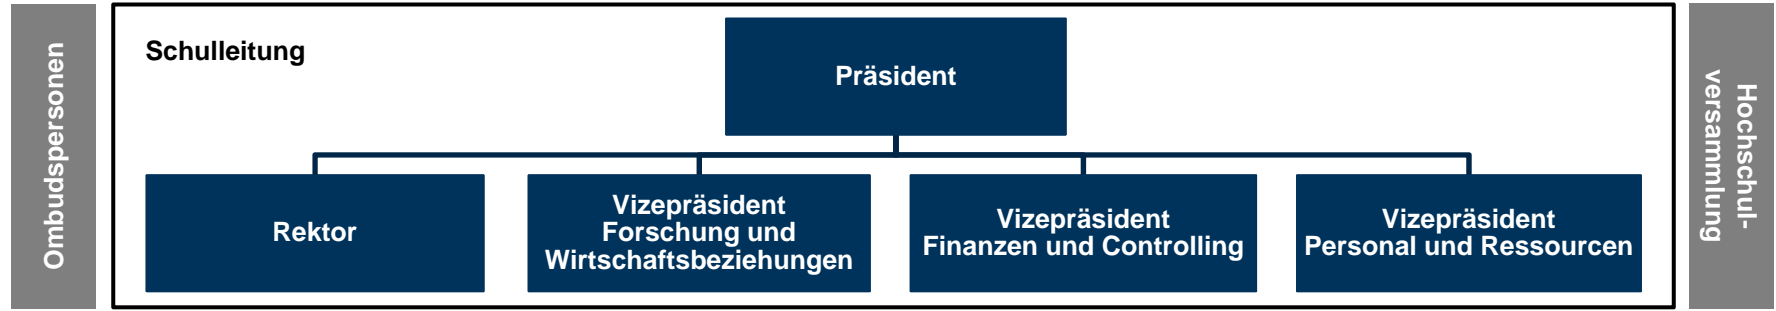 Ombudspersonen
Schulleitung
Präsident
Rektor
Vizepräsident
Forschung und
Wirtschaftsbeziehungen
Vizepräsident
Finanzen und Controlling
Vizepräsident
Personal und Ressourcen
Hochschul-
versammlung